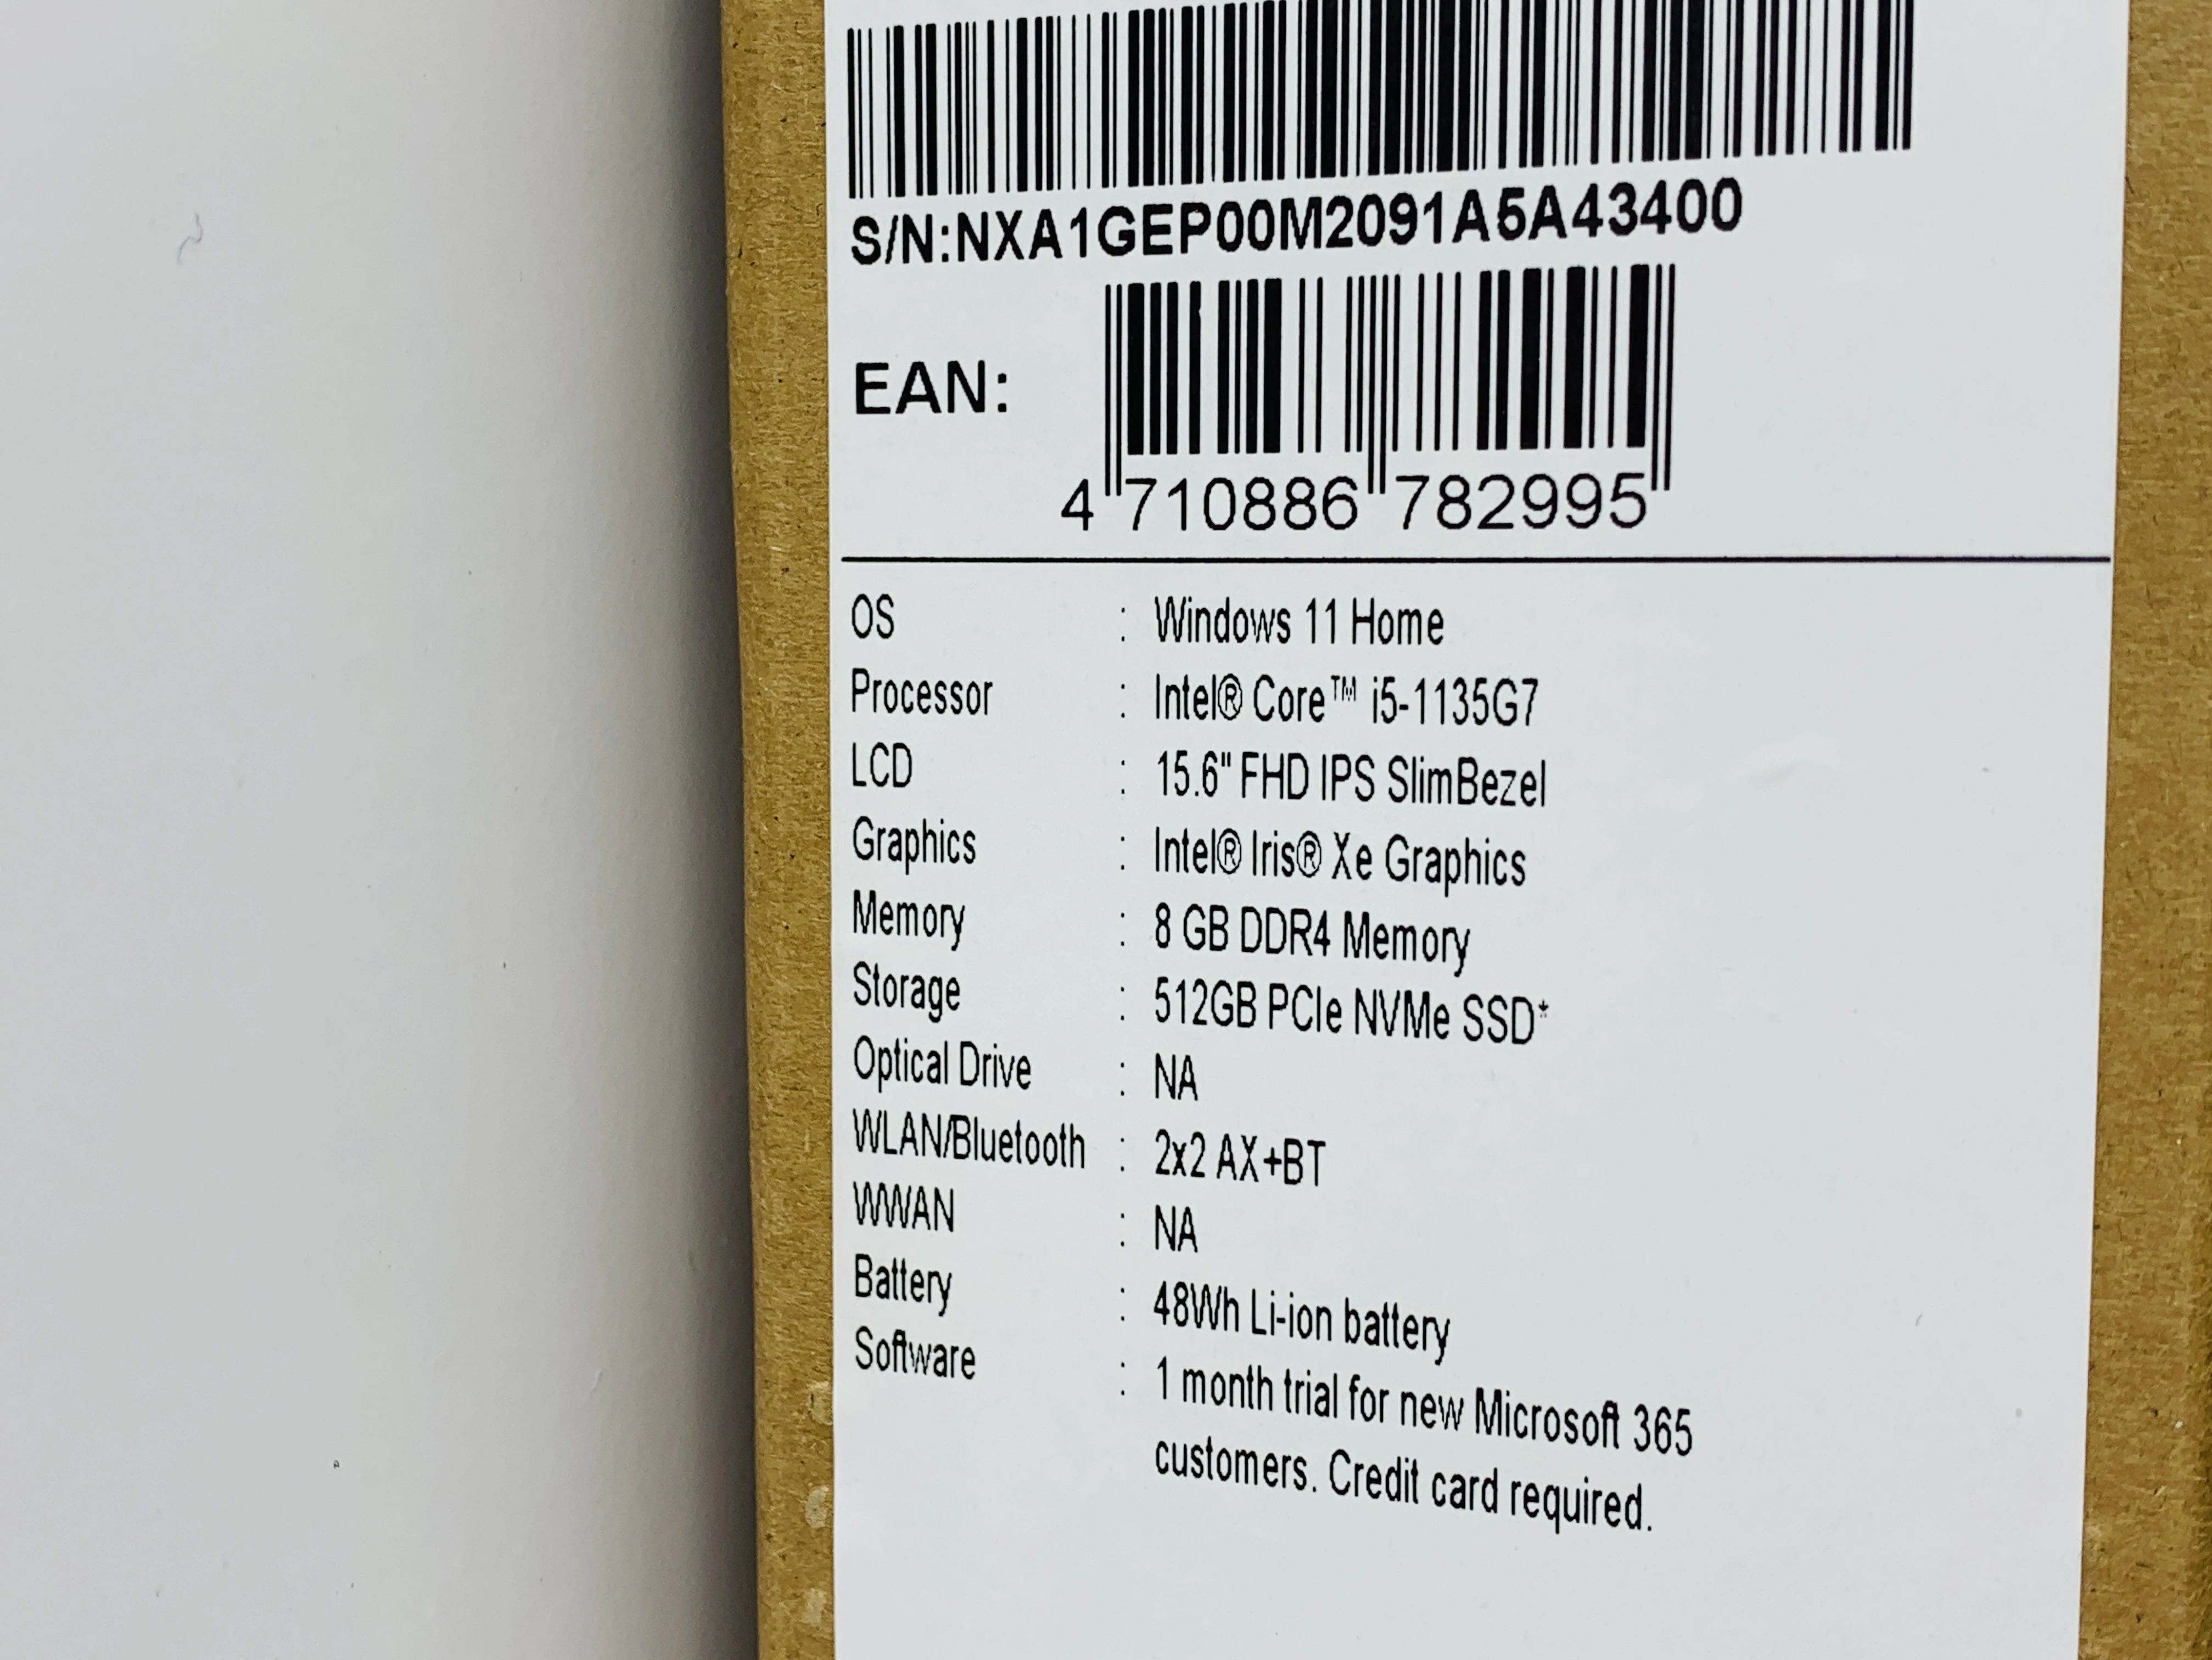 S/N:NXA1GEP00M2091A5A43400
EAN:
4 710886 782995
OS : Windows 11 Home
Processor : Intel® Core™ i5-1135G7
LCD : 15.6" FHD IPS SlimBezel
Graphics : Intel® Iris® Xe Graphics
Memory : 8 GB DDR4 Memory
Storage : 512GB PCIe NVMe SSD*
Optical Drive : NA
WLAN/Bluetooth : 2x2 AX+BT
WWAN : NA
Battery : 48Wh Li-ion battery
Software : 1 month trial for new Microsoft 365
customers. Credit card required.